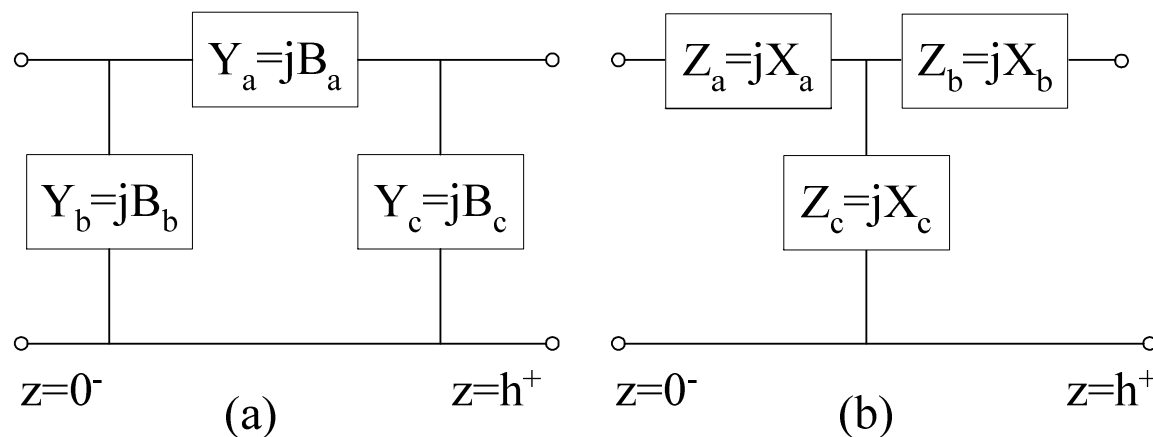 Y_a=jB_a
Y_b=jB_b
Y_c=jB_c
z=0^-
z=h^+
(a)
Z_a=jX_a
Z_b=jX_b
Z_c=jX_c
z=0^-
z=h^+
(b)